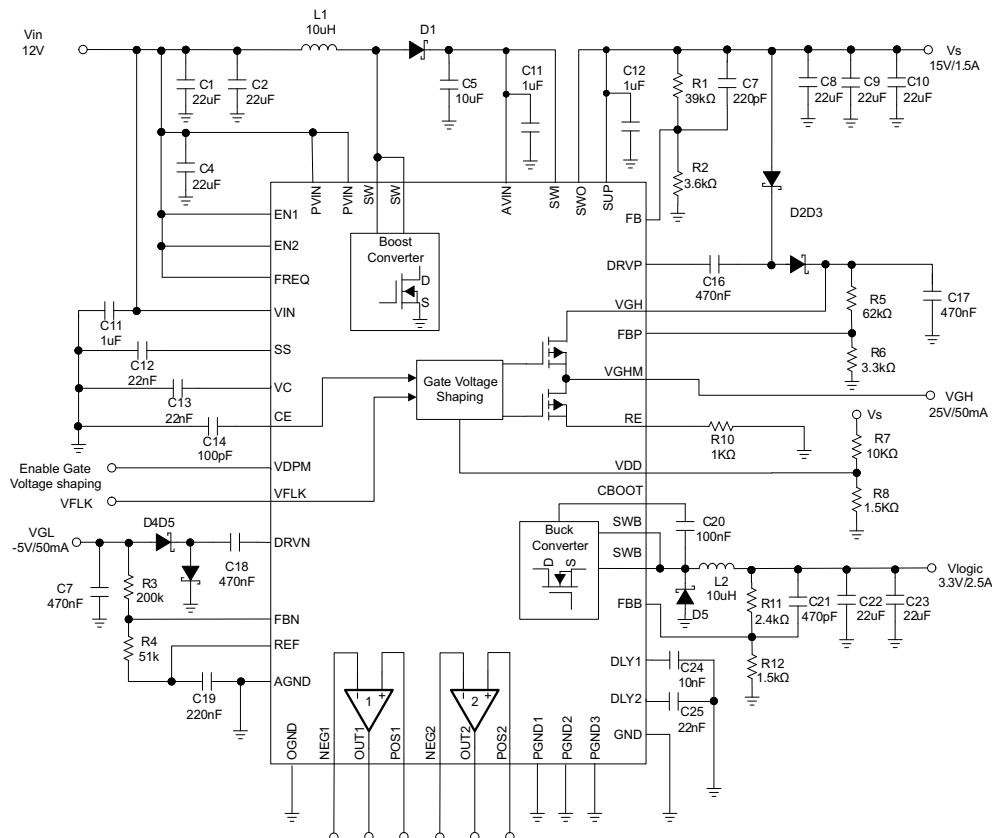 Vin
12V
L1
10uH
D1
C1
22uF
C2
22uF
C5
10uF
C11
1uF
C12
1uF
R1
39kΩ
C7
220pF
C8
22uF
C9
22uF
C10
22uF
Vs
15V/1.5A
C4
22uF
R2
3.6kΩ
D2D3
PVIN
PVIN
SW
SW
AVIN
SWI
SWO
SUP
FB
EN1
EN2
FREQ
VIN
SS
VC
CE
VDPM
VFLK
DRVN
FBN
REF
AGND
Boost
Converter
D
S
DRVP
VGH
FBP
VGHM
RE
VDD
CBOOT
SWB
SWB
FBB
DLY1
DLY2
GND
C16
470nF
R5
62kΩ
C17
470nF
R6
3.3kΩ
VGH
25V/50mA
C11
1uF
C12
22nF
C13
22nF
C14
100pF
Gate Voltage
Shaping
R10
1KΩ
Vs
R7
10KΩ
R8
1.5KΩ
Enable Gate
Voltage shaping
VFLK
VGL
-5V/50mA
D4D5
C18
470nF
C7
470nF
R3
200k
R4
51k
C19
220nF
Buck
Converter
D
S
C20
100nF
L2
10uH
D5
Vlogic
3.3V/2.5A
R11
2.4kΩ
C21
470pF
C22
22uF
C23
22uF
R12
1.5kΩ
C24
10nF
C25
22nF
1
2
OGND
NEG1
OUT1
POS1
NEG2
OUT2
POS2
PGND1
PGND2
PGND3